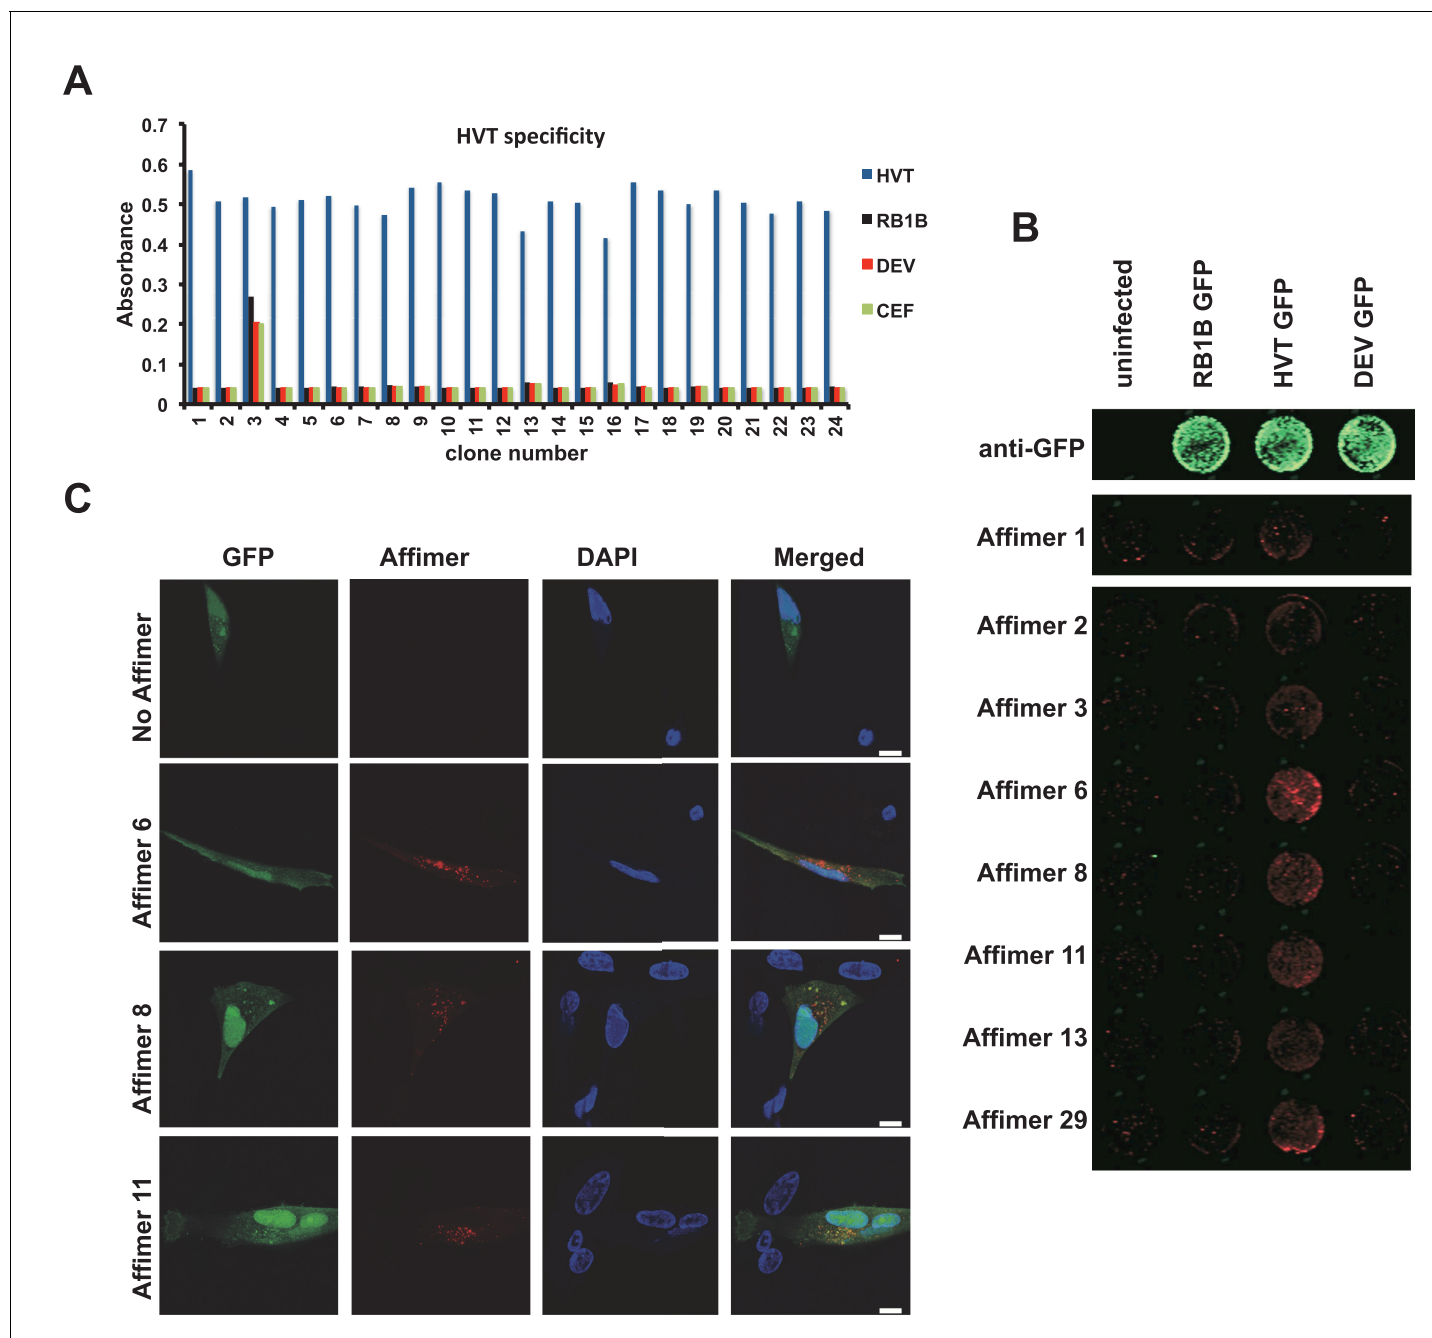 A
HVT specificity
Absorbance
0.7
0.6
0.5
0.4
0.3
0.2
0.1
0
1 2 3 4 5 6 7 8 9 10 11 12 13 14 15 16 17 18 19 20 21 22 23 24
clone number
HVT
RB1B
DEV
CEF
B
uninfected
RB1B GFP
HVT GFP
DEV GFP
anti-GFP
Affimer 1
Affimer 2
Affimer 3
Affimer 6
Affimer 8
Affimer 11
Affimer 13
Affimer 29
C
GFP Affimer DAPI Merged
No Affimer
Affimer 6
Affimer 8
Affimer 11